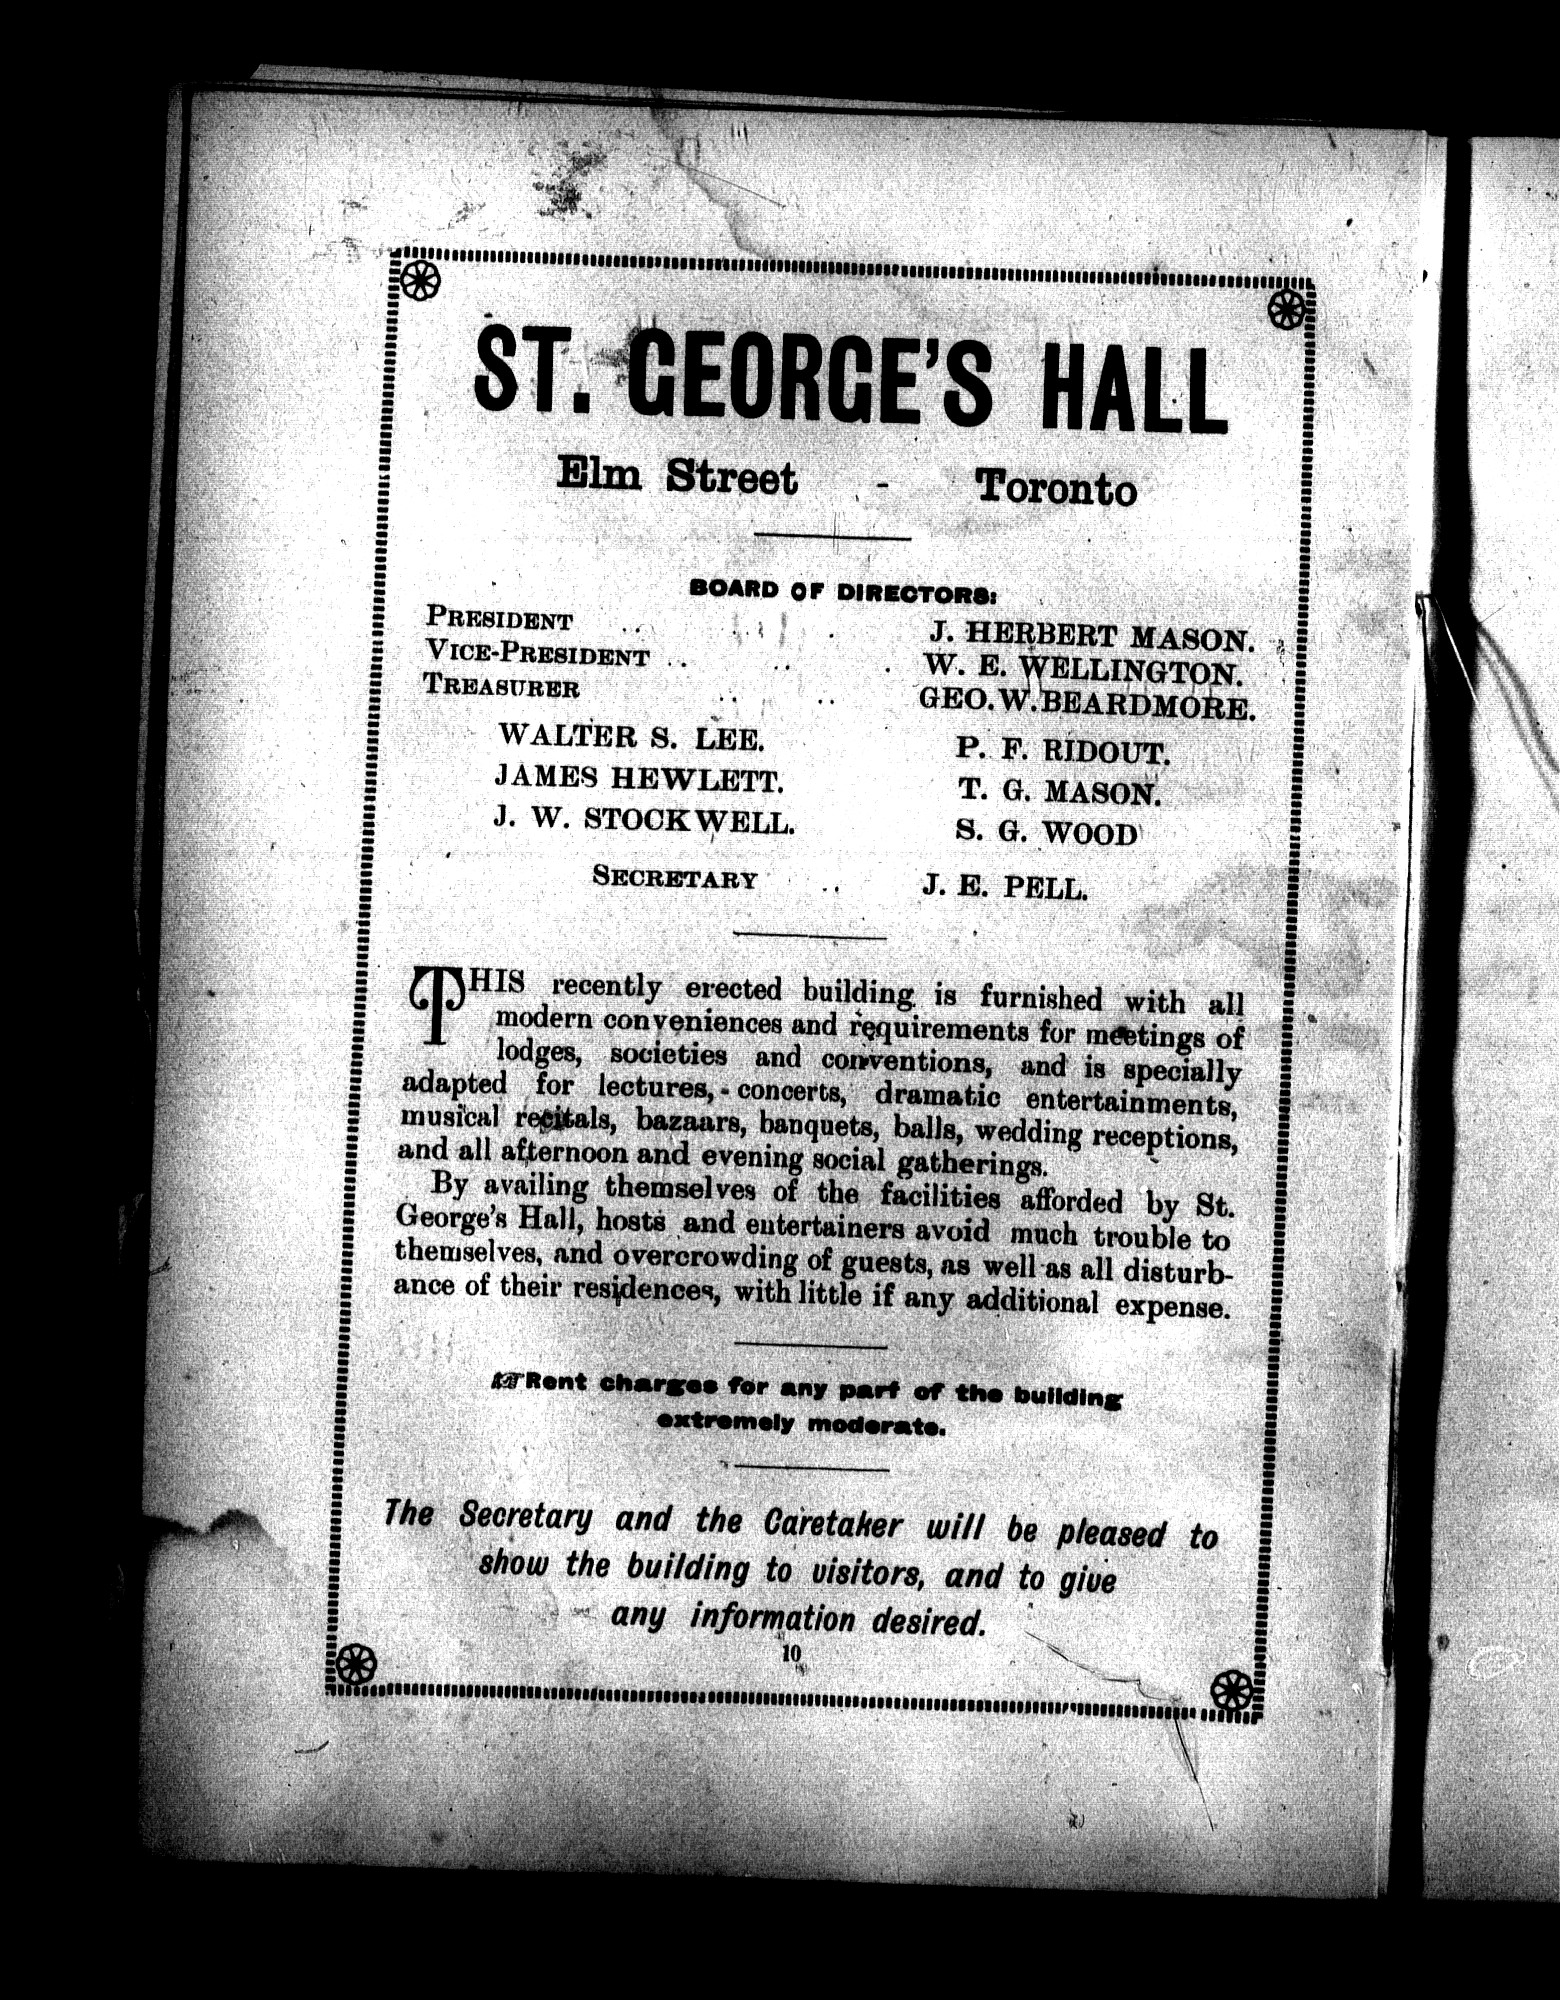 ST. GEORGE'S HALL
Elm Street - Toronto
BOARD OF DIRECTORS:
PRESIDENT .. .. . J. HERBERT MASON.
VICE-PRESIDENT .. .. . W. E. WELLINGTON.
TREASURER .. .. GEO.W.BEARDMORE.
WALTER S. LEE. P. F. RIDOUT.
JAMES HEWLETT. T. G. MASON.
J. W. STOCKWELL. S. G. WOOD
SECRETARY .. J. E. PELL.
THIS recently erected building is furnished with all
modern conveniences and requirements for meetings of
lodges, societies and conventions, and is specially
adapted for lectures, concerts, dramatic entertainments,
musical recitals, bazaars, banquets, balls, wedding receptions,
and all afternoon and evening social gatherings.
By availing themselves of the facilities afforded by St.
George's Hall, hosts and entertainers avoid much trouble to
themselves, and overcrowding of guests, as well as all disturb-
ance of their residences, with little if any additional expense.
☞Rent charges for any part of the building
extremely moderate.
The Secretary and the Caretaker will be pleased to
show the building to visitors, and to give
any information desired.
10